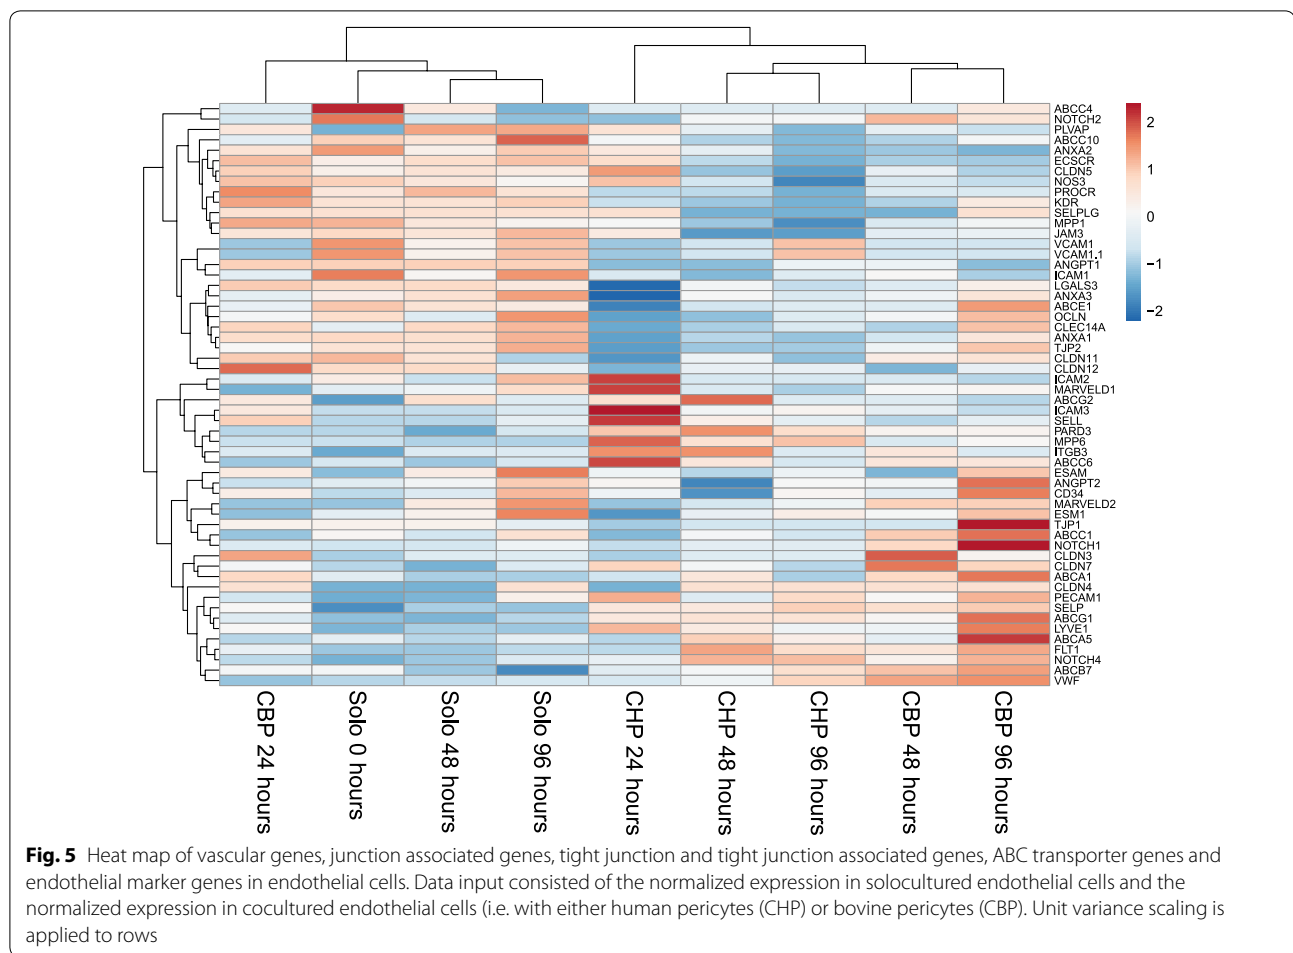 ABCC4
NOTCH2
PLVAP
ABCC10
ANXA2
ECSCR
CLDN5
NOS3
PROCR
KDR
SELPLG
MPP1
JAM3
VCAM1
VCAM1.1
ANGPT1
ICAM1
LGALS3
ANXA3
ABCE1
OCLN
CLEC14A
ANXA1
TJP2
CLDN11
CLDN12
ICAM2
MARVELD1
ABCG2
ICAM3
SELL
PARD3
MPP6
ITGB3
ABCC6
ESAM
ANGPT2
CD34
MARVELD2
ESM1
TJP1
ABCC1
NOTCH1
CLDN3
CLDN7
ABCA1
CLDN4
PECAM1
SELP
ABCG1
LYVE1
ABCA5
FLT1
NOTCH4
ABCB7
VWF
2
1
0
−1
−2
CBP 24 hours
Solo 0 hours
Solo 48 hours
Solo 96 hours
CHP 24 hours
CHP 48 hours
CHP 96 hours
CBP 48 hours
CBP 96 hours
Fig. 5 Heat map of vascular genes, junction associated genes, tight junction and tight junction associated genes, ABC transporter genes and
endothelial marker genes in endothelial cells. Data input consisted of the normalized expression in solocultured endothelial cells and the
normalized expression in cocultured endothelial cells (i.e. with either human pericytes (CHP) or bovine pericytes (CBP). Unit variance scaling is
applied to rows